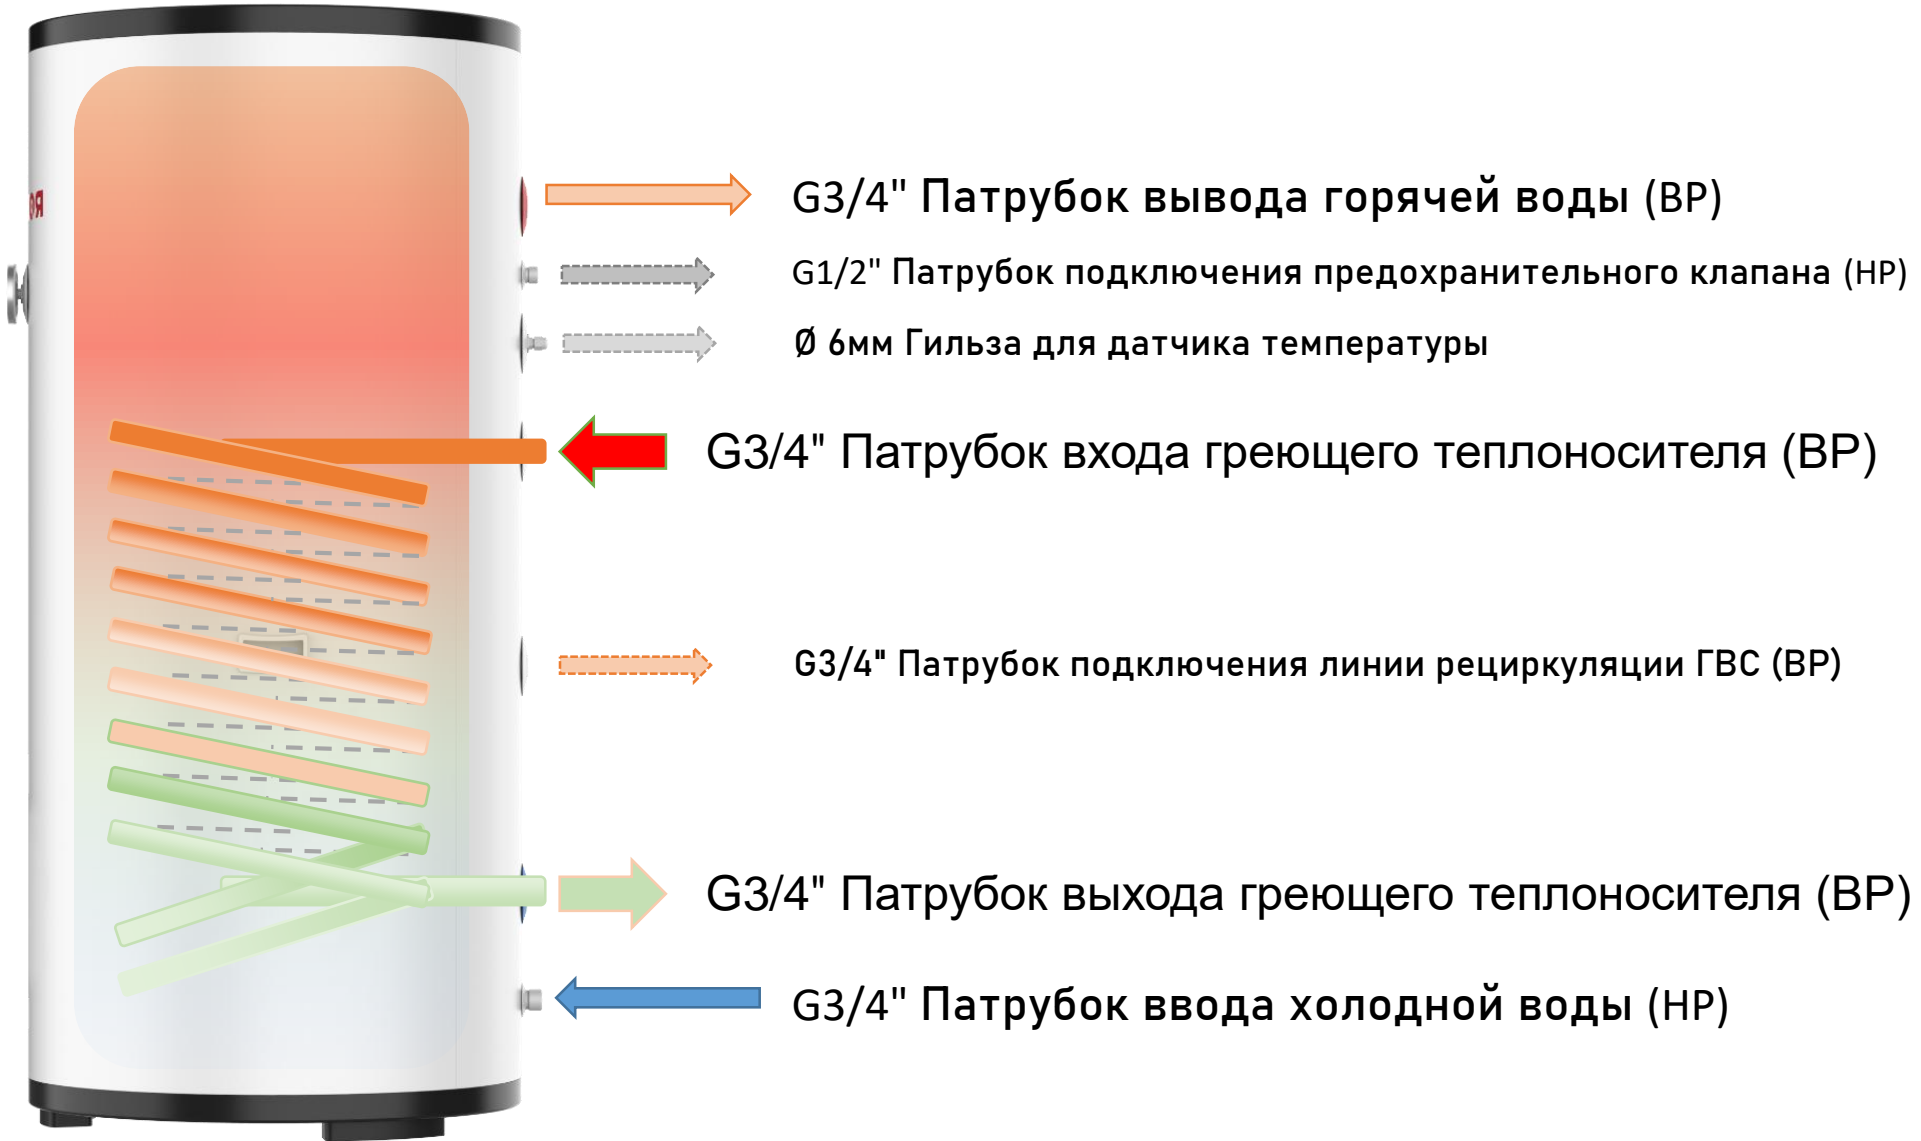 G3/4" Патрубок вывода горячей воды (ВР)
G1/2" Патрубок подключения предохранительного клапана (НР)
Ø 6мм Гильза для датчика температуры
G3/4" Патрубок входа греющего теплоносителя (ВР)
G3/4" Патрубок подключения линии рециркуляции ГВС (ВР)
G3/4" Патрубок выхода греющего теплоносителя (ВР)
G3/4" Патрубок ввода холодной воды (НР)